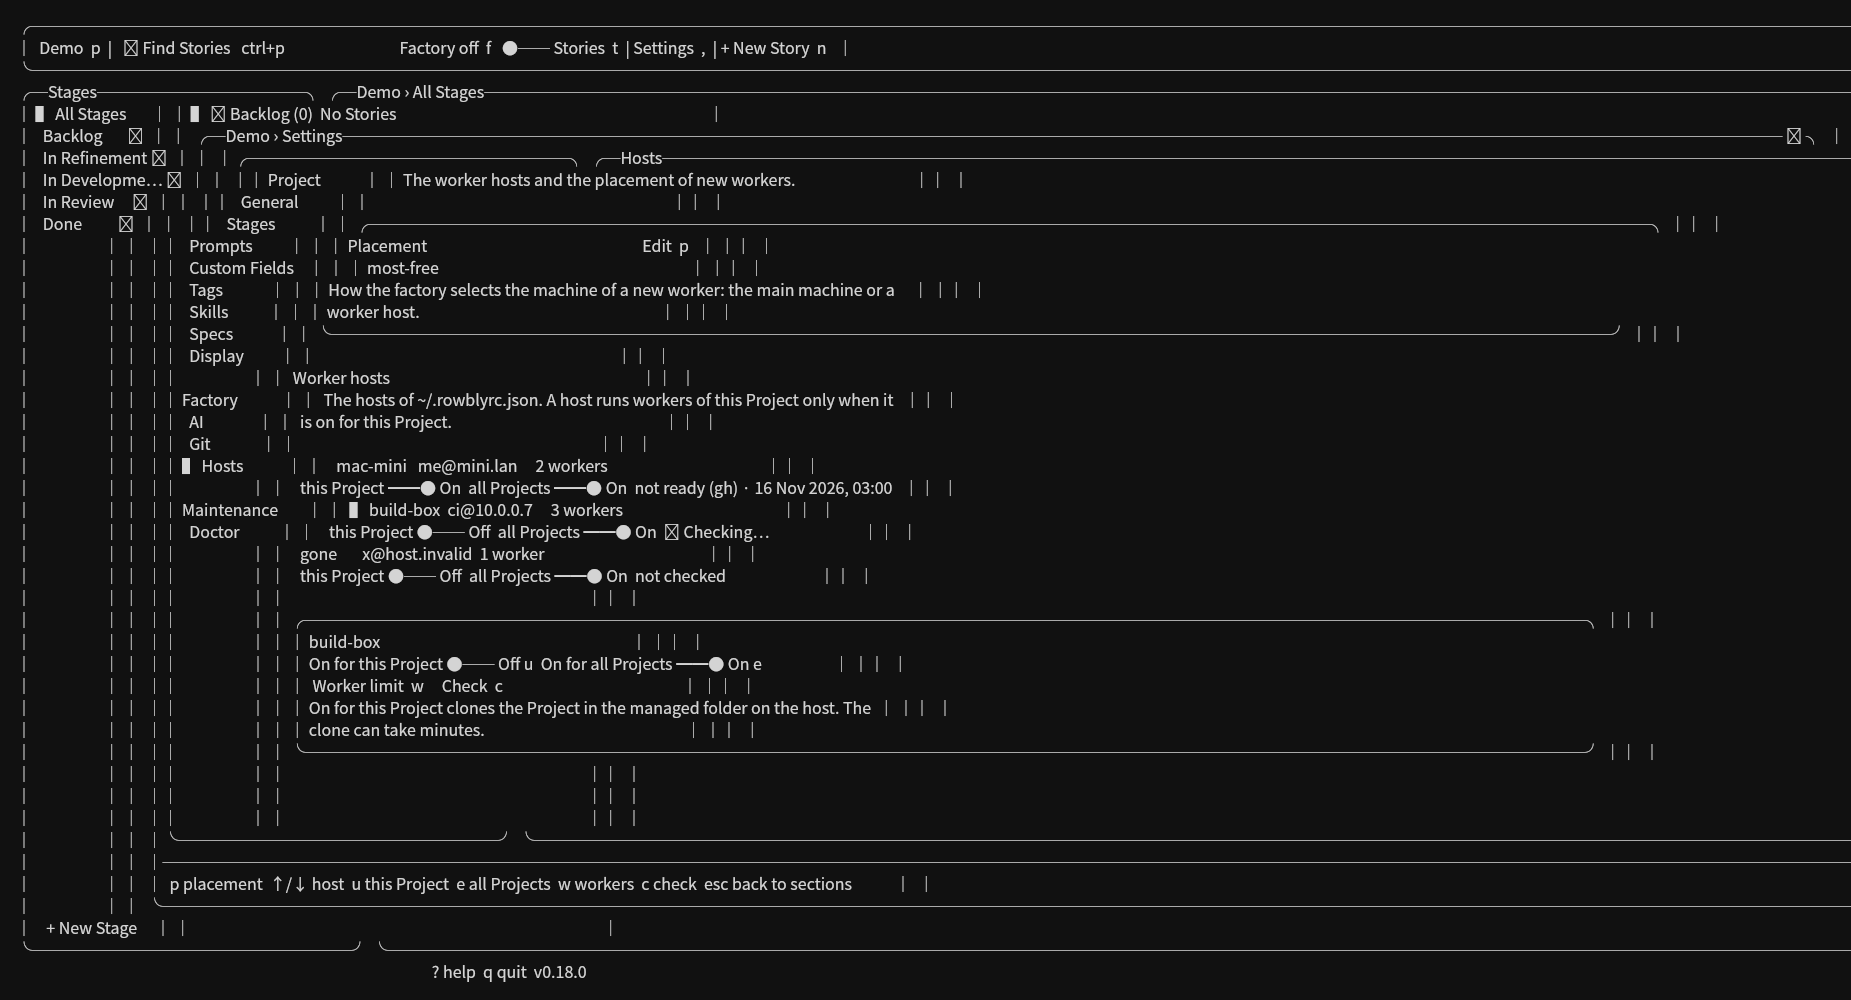 Demo p | Find Stories ctrl+p Factory off f Stories t | Settings , | + New Story n
Stages Demo › All Stages
All Stages Backlog (0) No Stories
Backlog Demo › Settings
In Refinement Hosts
In Developme… Project The worker hosts and the placement of new workers.
In Review General
Done Stages
Prompts Placement Edit p
Custom Fields most-free
Tags How the factory selects the machine of a new worker: the main machine or a
Skills worker host.
Specs
Display
Worker hosts
Factory The hosts of ~/.rowblyrc.json. A host runs workers of this Project only when it
AI is on for this Project.
Git
Hosts mac-mini me@mini.lan 2 workers
this Project On all Projects On not ready (gh) · 16 Nov 2026, 03:00
Maintenance build-box ci@10.0.0.7 3 workers
Doctor this Project Off all Projects On Checking…
gone x@host.invalid 1 worker
this Project Off all Projects On not checked
build-box
On for this Project Off u On for all Projects On e
Worker limit w Check c
On for this Project clones the Project in the managed folder on the host. The
clone can take minutes.
p placement ↑/↓ host u this Project e all Projects w workers c check esc back to sections
+ New Stage
? help q quit v0.18.0